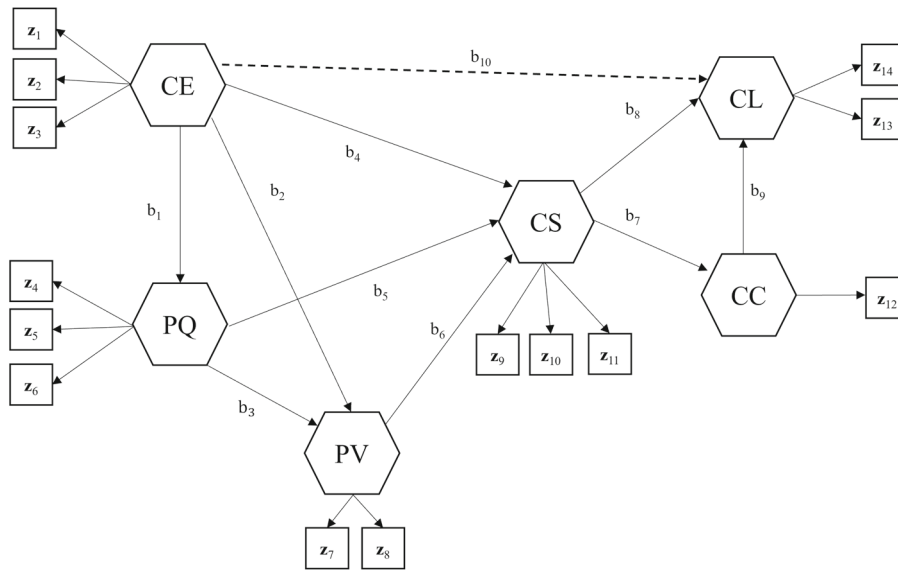 z₁
z₂
z₃
CE
b₁₀
CL
z₁₄
z₁₃
b₈
b₄
b₂
b₁
b₉
CS
b₇
z₄
z₅
z₆
PQ
b₅
CC
z₁₂
b₆
z₉
z₁₀
z₁₁
b₃
PV
z₇
z₈